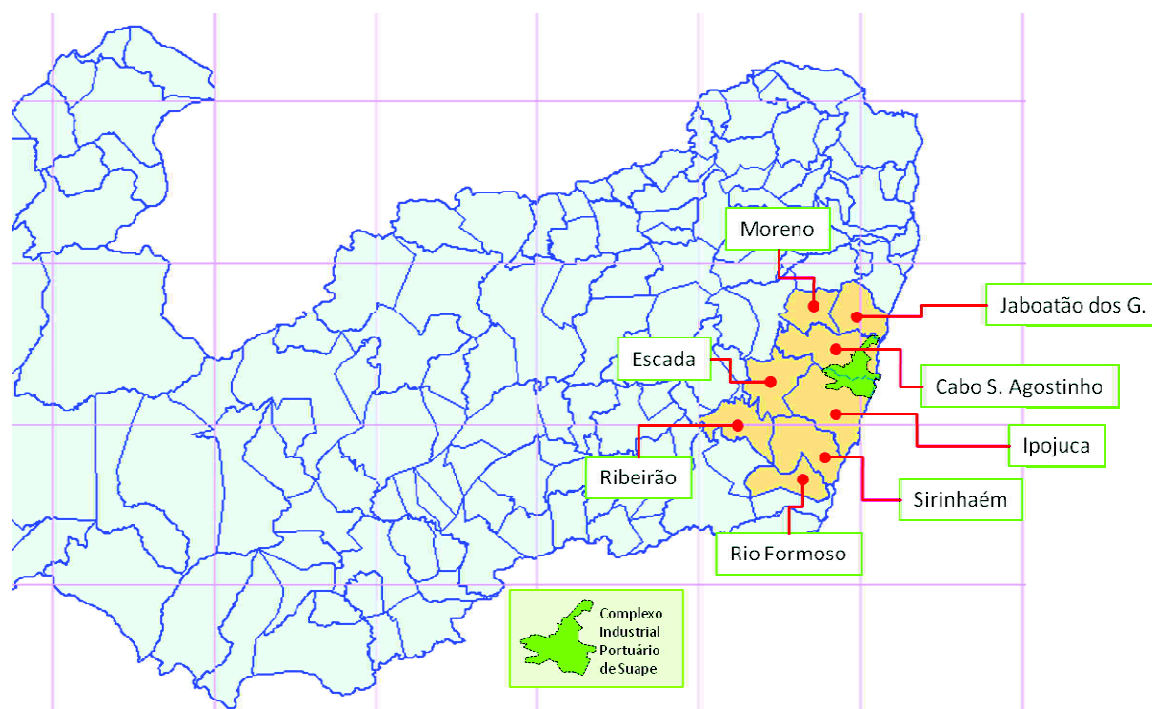 Moreno
Jaboatão dos G.
Escada
Cabo S. Agostinho
Ipojuca
Ribeirão
Sirinhaém
Rio Formoso
Complexo
Industrial
Portuário
de Suape